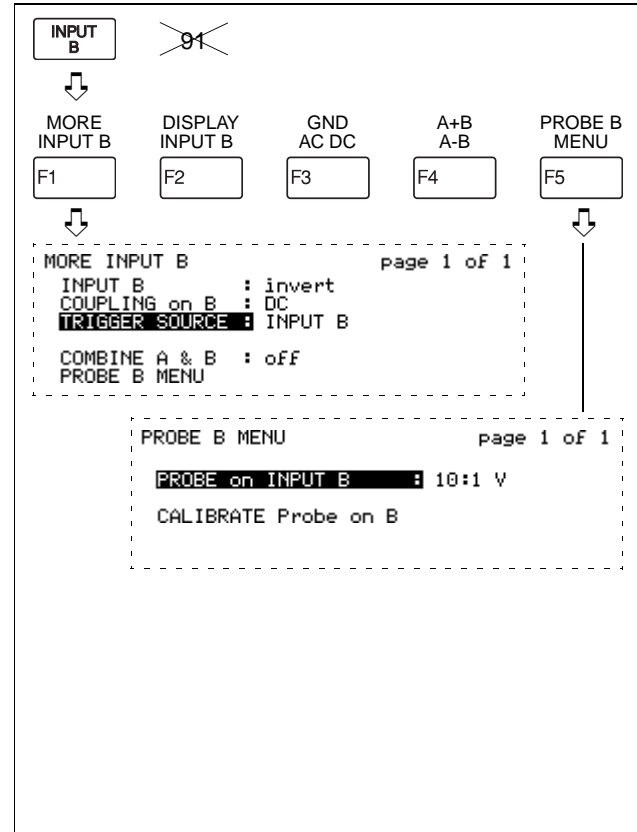 INPUT B
91
MORE INPUT B
DISPLAY INPUT B
GND AC DC
A+B A-B
PROBE B MENU
F1
F2
F3
F4
F5
MORE INPUT B page 1 of 1
INPUT B : invert
COUPLING on B : DC
TRIGGER SOURCE : INPUT B
COMBINE A & B : off
PROBE B MENU
PROBE B MENU page 1 of 1
PROBE on INPUT B : 10:1 V
CALIBRATE Probe on B